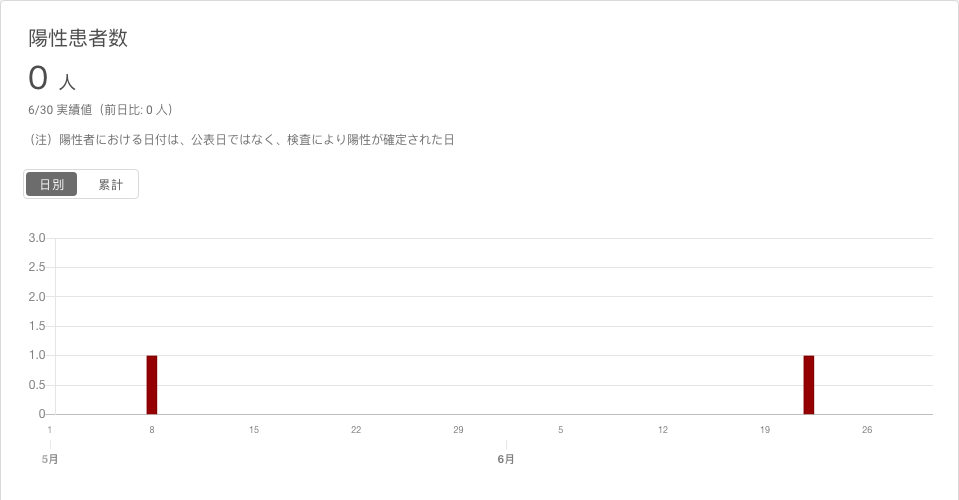 陽性患者数
0 人
6/30 実績値（前日比: 0 人）
（注）陽性者における日付は、公表日ではなく、検査により陽性が確定された日
日別 累計
3.0
2.5
2.0
1.5
1.0
0.5
0
1 8 15 22 29 5 12 19 26
5月 6月